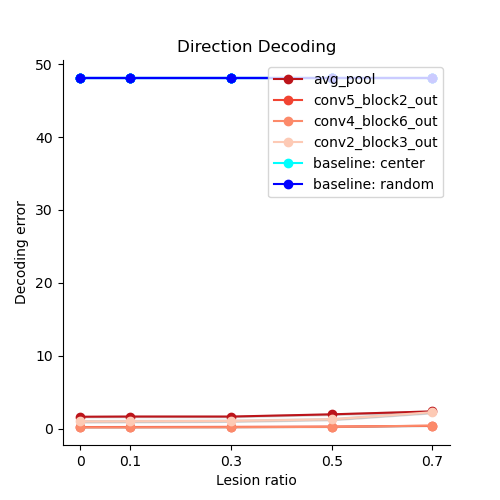 Direction Decoding
avg_pool
conv5_block2_out
conv4_block6_out
conv2_block3_out
baseline: center
baseline: random
50
40
30
20
10
0
Decoding error
0 0.1 0.3 0.5 0.7
Lesion ratio